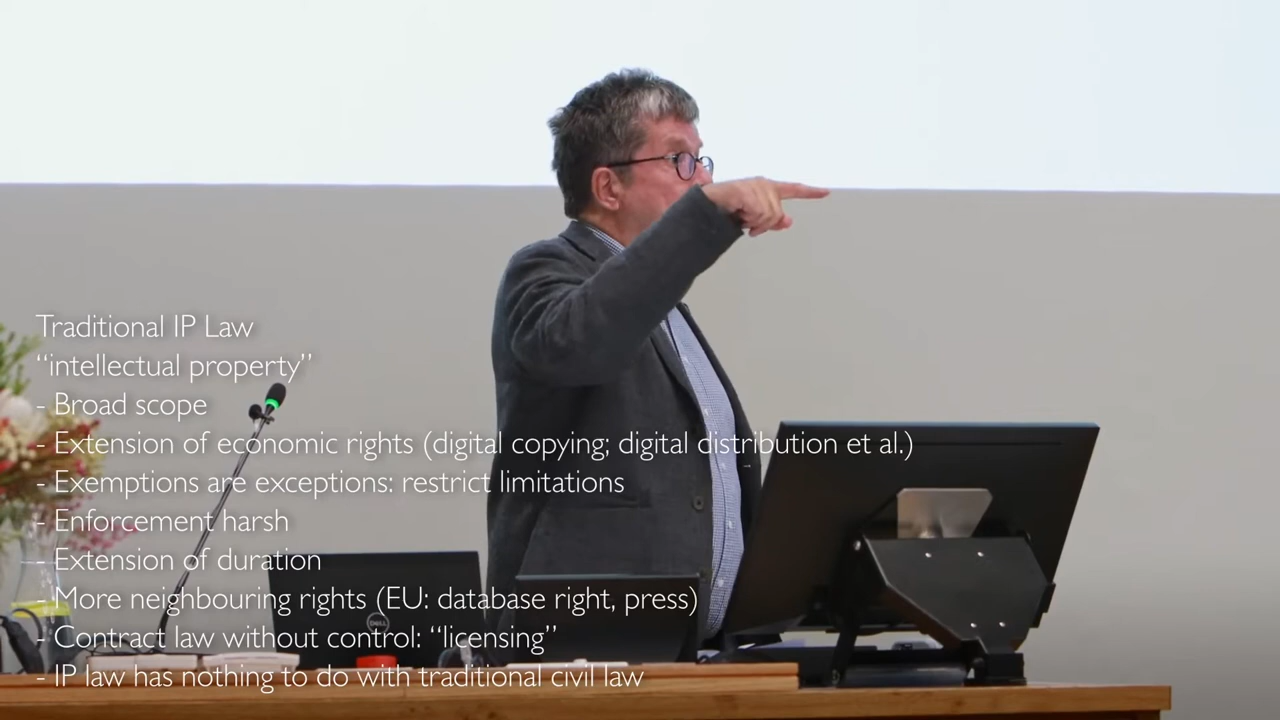 Traditional IP Law
“intellectual property”
- Broad scope
- Extension of economic rights (digital copying; digital distribution et al.)
- Exemptions are exceptions: restrict limitations
- Enforcement harsh
- Extension of duration
- More neighbouring rights (EU: database right, press)
- Contract law without control: “licensing”
- IP law has nothing to do with traditional civil law
DELL